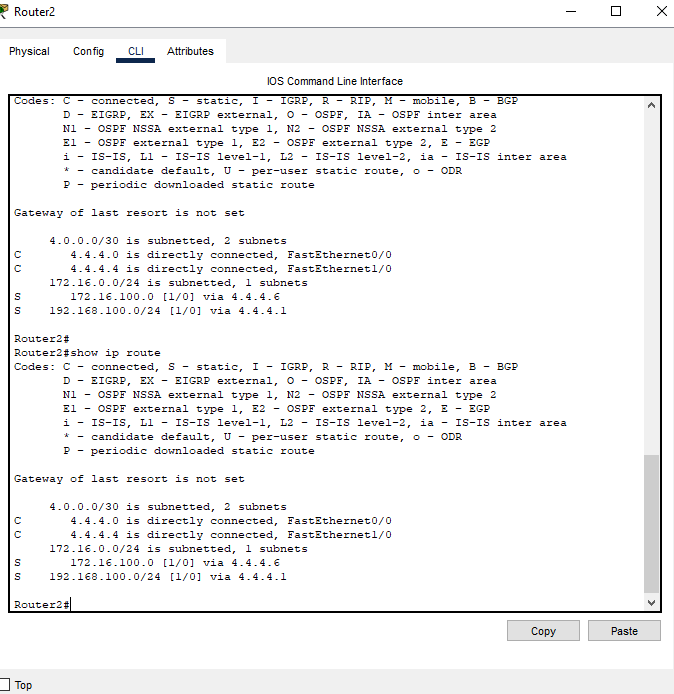 Router2
Physical Config CLI Attributes
IOS Command Line Interface
Codes: C - connected, S - static, I - IGRP, R - RIP, M - mobile, B - BGP
       D - EIGRP, EX - EIGRP external, O - OSPF, IA - OSPF inter area
       N1 - OSPF NSSA external type 1, N2 - OSPF NSSA external type 2
       E1 - OSPF external type 1, E2 - OSPF external type 2, E - EGP
       i - IS-IS, L1 - IS-IS level-1, L2 - IS-IS level-2, ia - IS-IS inter area
       * - candidate default, U - per-user static route, o - ODR
       P - periodic downloaded static route
Gateway of last resort is not set
     4.0.0.0/30 is subnetted, 2 subnets
C       4.4.4.0 is directly connected, FastEthernet0/0
C       4.4.4.4 is directly connected, FastEthernet1/0
     172.16.0.0/24 is subnetted, 1 subnets
S       172.16.100.0 [1/0] via 4.4.4.6
S    192.168.100.0/24 [1/0] via 4.4.4.1
Router2#
Router2#show ip route
Codes: C - connected, S - static, I - IGRP, R - RIP, M - mobile, B - BGP
       D - EIGRP, EX - EIGRP external, O - OSPF, IA - OSPF inter area
       N1 - OSPF NSSA external type 1, N2 - OSPF NSSA external type 2
       E1 - OSPF external type 1, E2 - OSPF external type 2, E - EGP
       i - IS-IS, L1 - IS-IS level-1, L2 - IS-IS level-2, ia - IS-IS inter area
       * - candidate default, U - per-user static route, o - ODR
       P - periodic downloaded static route
Gateway of last resort is not set
     4.0.0.0/30 is subnetted, 2 subnets
C       4.4.4.0 is directly connected, FastEthernet0/0
C       4.4.4.4 is directly connected, FastEthernet1/0
     172.16.0.0/24 is subnetted, 1 subnets
S       172.16.100.0 [1/0] via 4.4.4.6
S    192.168.100.0/24 [1/0] via 4.4.4.1
Router2#
Copy Paste
Top